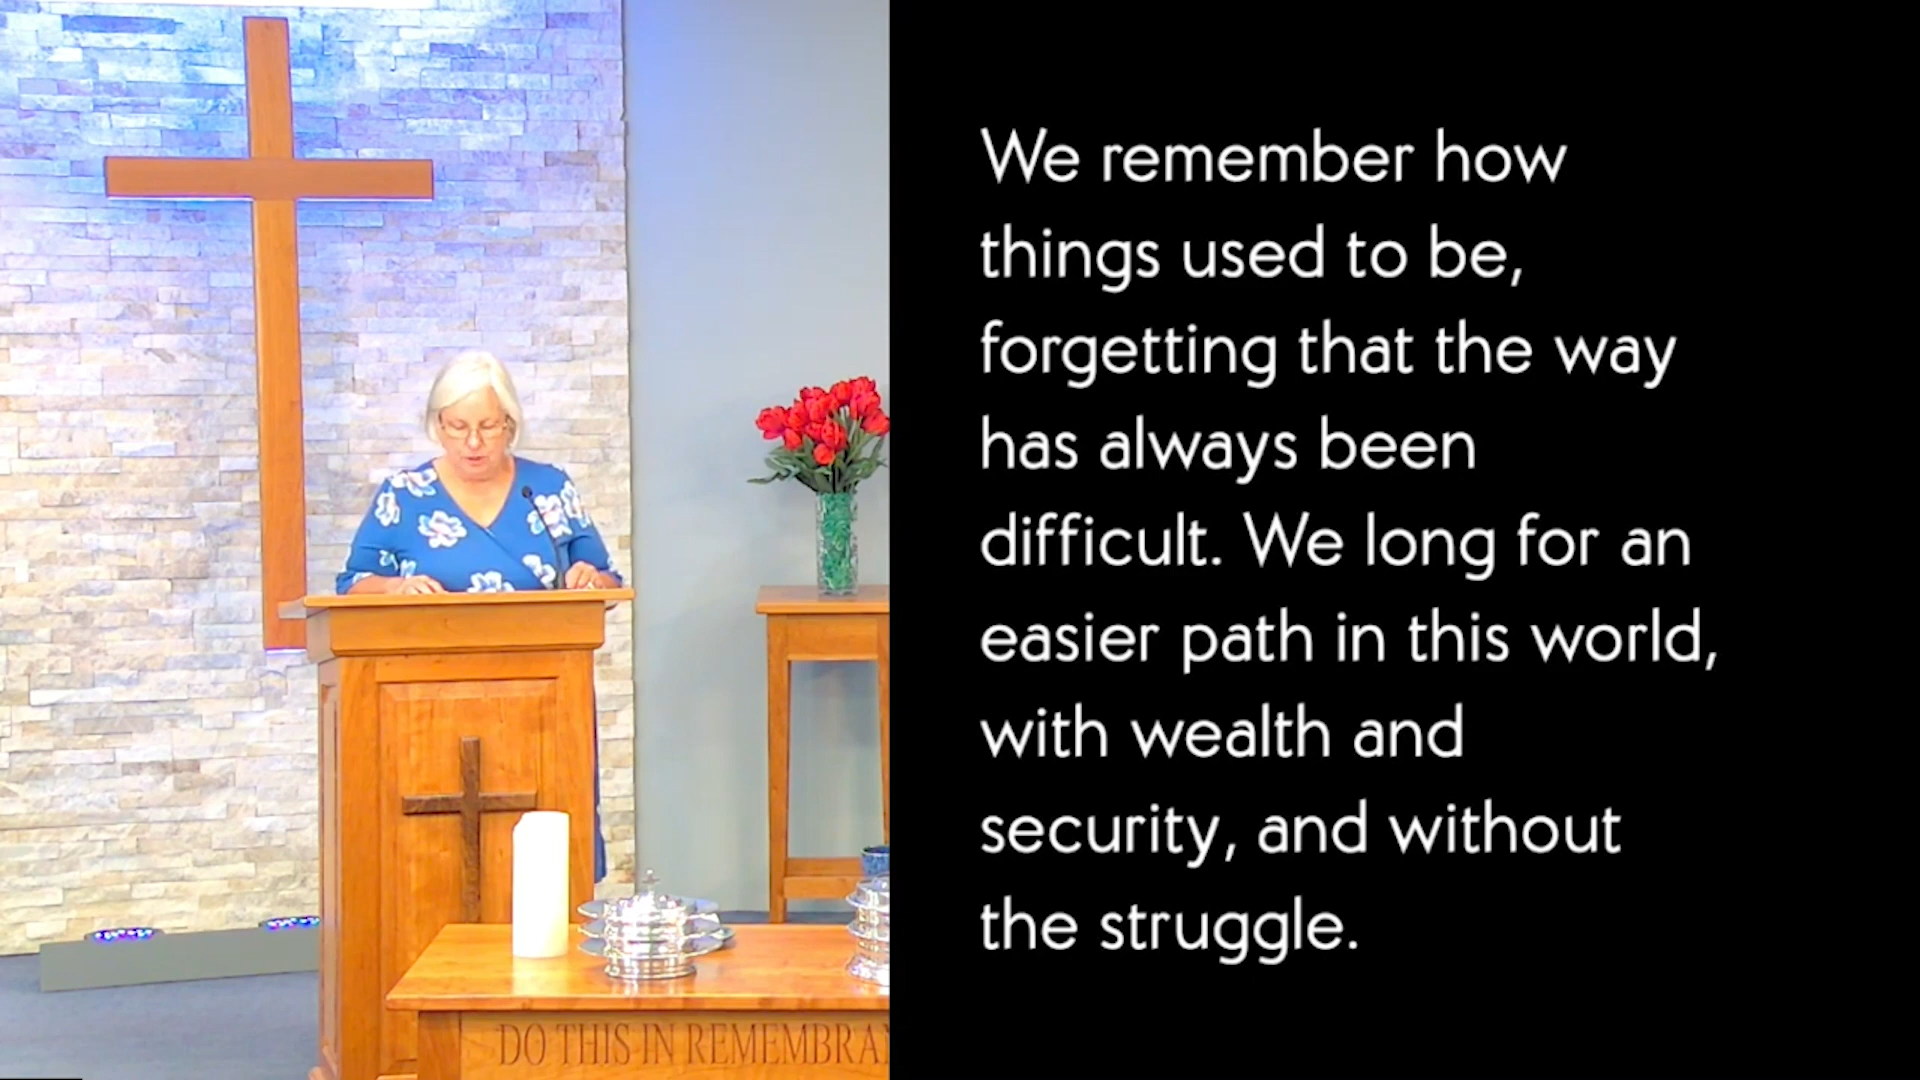 We remember how
things used to be,
forgetting that the way
has always been
difficult. We long for an
easier path in this world,
with wealth and
security, and without
the struggle.
DO THIS IN REMEMBRA